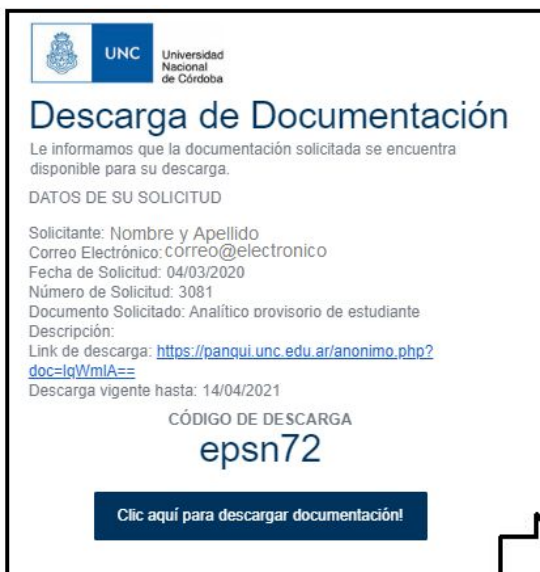 UNC
Universidad
Nacional
de Córdoba
Descarga de Documentación
Le informamos que la documentación solicitada se encuentra
disponible para su descarga.
DATOS DE SU SOLICITUD
Solicitante: Nombre y Apellido
Correo Electrónico: correo@electronico
Fecha de Solicitud: 04/03/2020
Número de Solicitud: 3081
Documento Solicitado: Analítico provisorio de estudiante
Descripción:
Link de descarga: https://panqui.unc.edu.ar/anonimo.php?
doc=lqWmlA==
Descarga vigente hasta: 14/04/2021
CÓDIGO DE DESCARGA
epsn72
Clic aquí para descargar documentación!